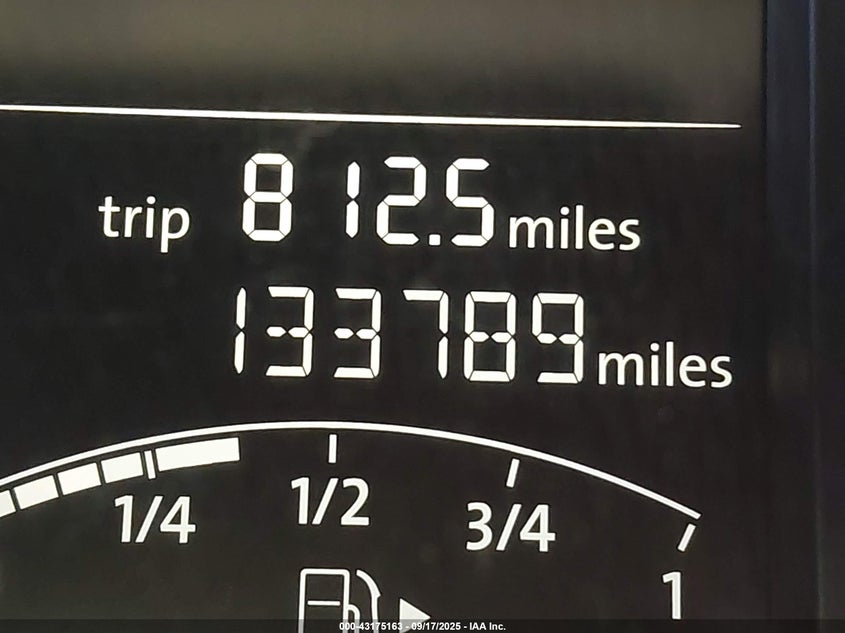 trip 812.5 miles
133789 miles
1/4 1/2 3/4 1
000-43175163 - 09/17/2025 - IAA Inc.